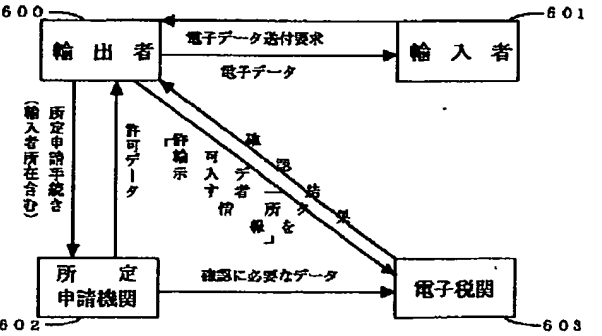 600
601
輸出者
電子データ送付要求
電子データ
輸入者
所定申請手続き
(輸入者所在含む)
許可データ
「許可データ
輸入者所を
示す情報」
確認結果
所定
申請機関
確認に必要なデータ
電子税関
602
603